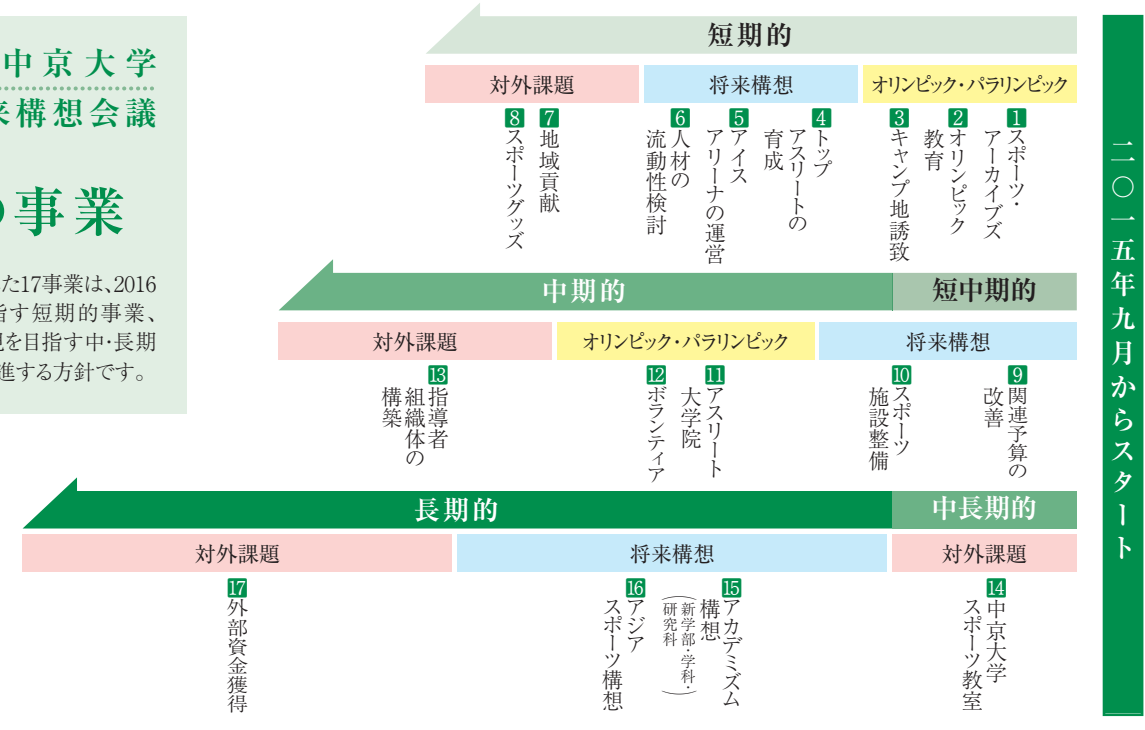 中京大学
来構想会議
の事業
た17事業は、2016
指す短期的事業、
見を目指す中・長期
進する方針です。
二〇一五年九月からスタート
短期的
オリンピック・パラリンピック
1 スポーツ・
アーカイブズ
2 オリンピック
教育
3 キャンプ地誘致
将来構想
4 トップ
アスリートの
育成
5 アイス
アリーナの運営
6 人材の
流動性検討
対外課題
7 地域貢献
8 スポーツグッズ
短中期的
中期的
将来構想
9 関連予算の
改善
10 スポーツ
施設整備
オリンピック・パラリンピック
11 アスリート
大学院
12 ボランティア
対外課題
13 指導者
組織体の
構築
中長期的
長期的
対外課題
14 中京大学
スポーツ教室
将来構想
15 アカデミズム
構想
(新学部・学科・
研究科)
16 アジア
スポーツ構想
対外課題
17 外部資金獲得